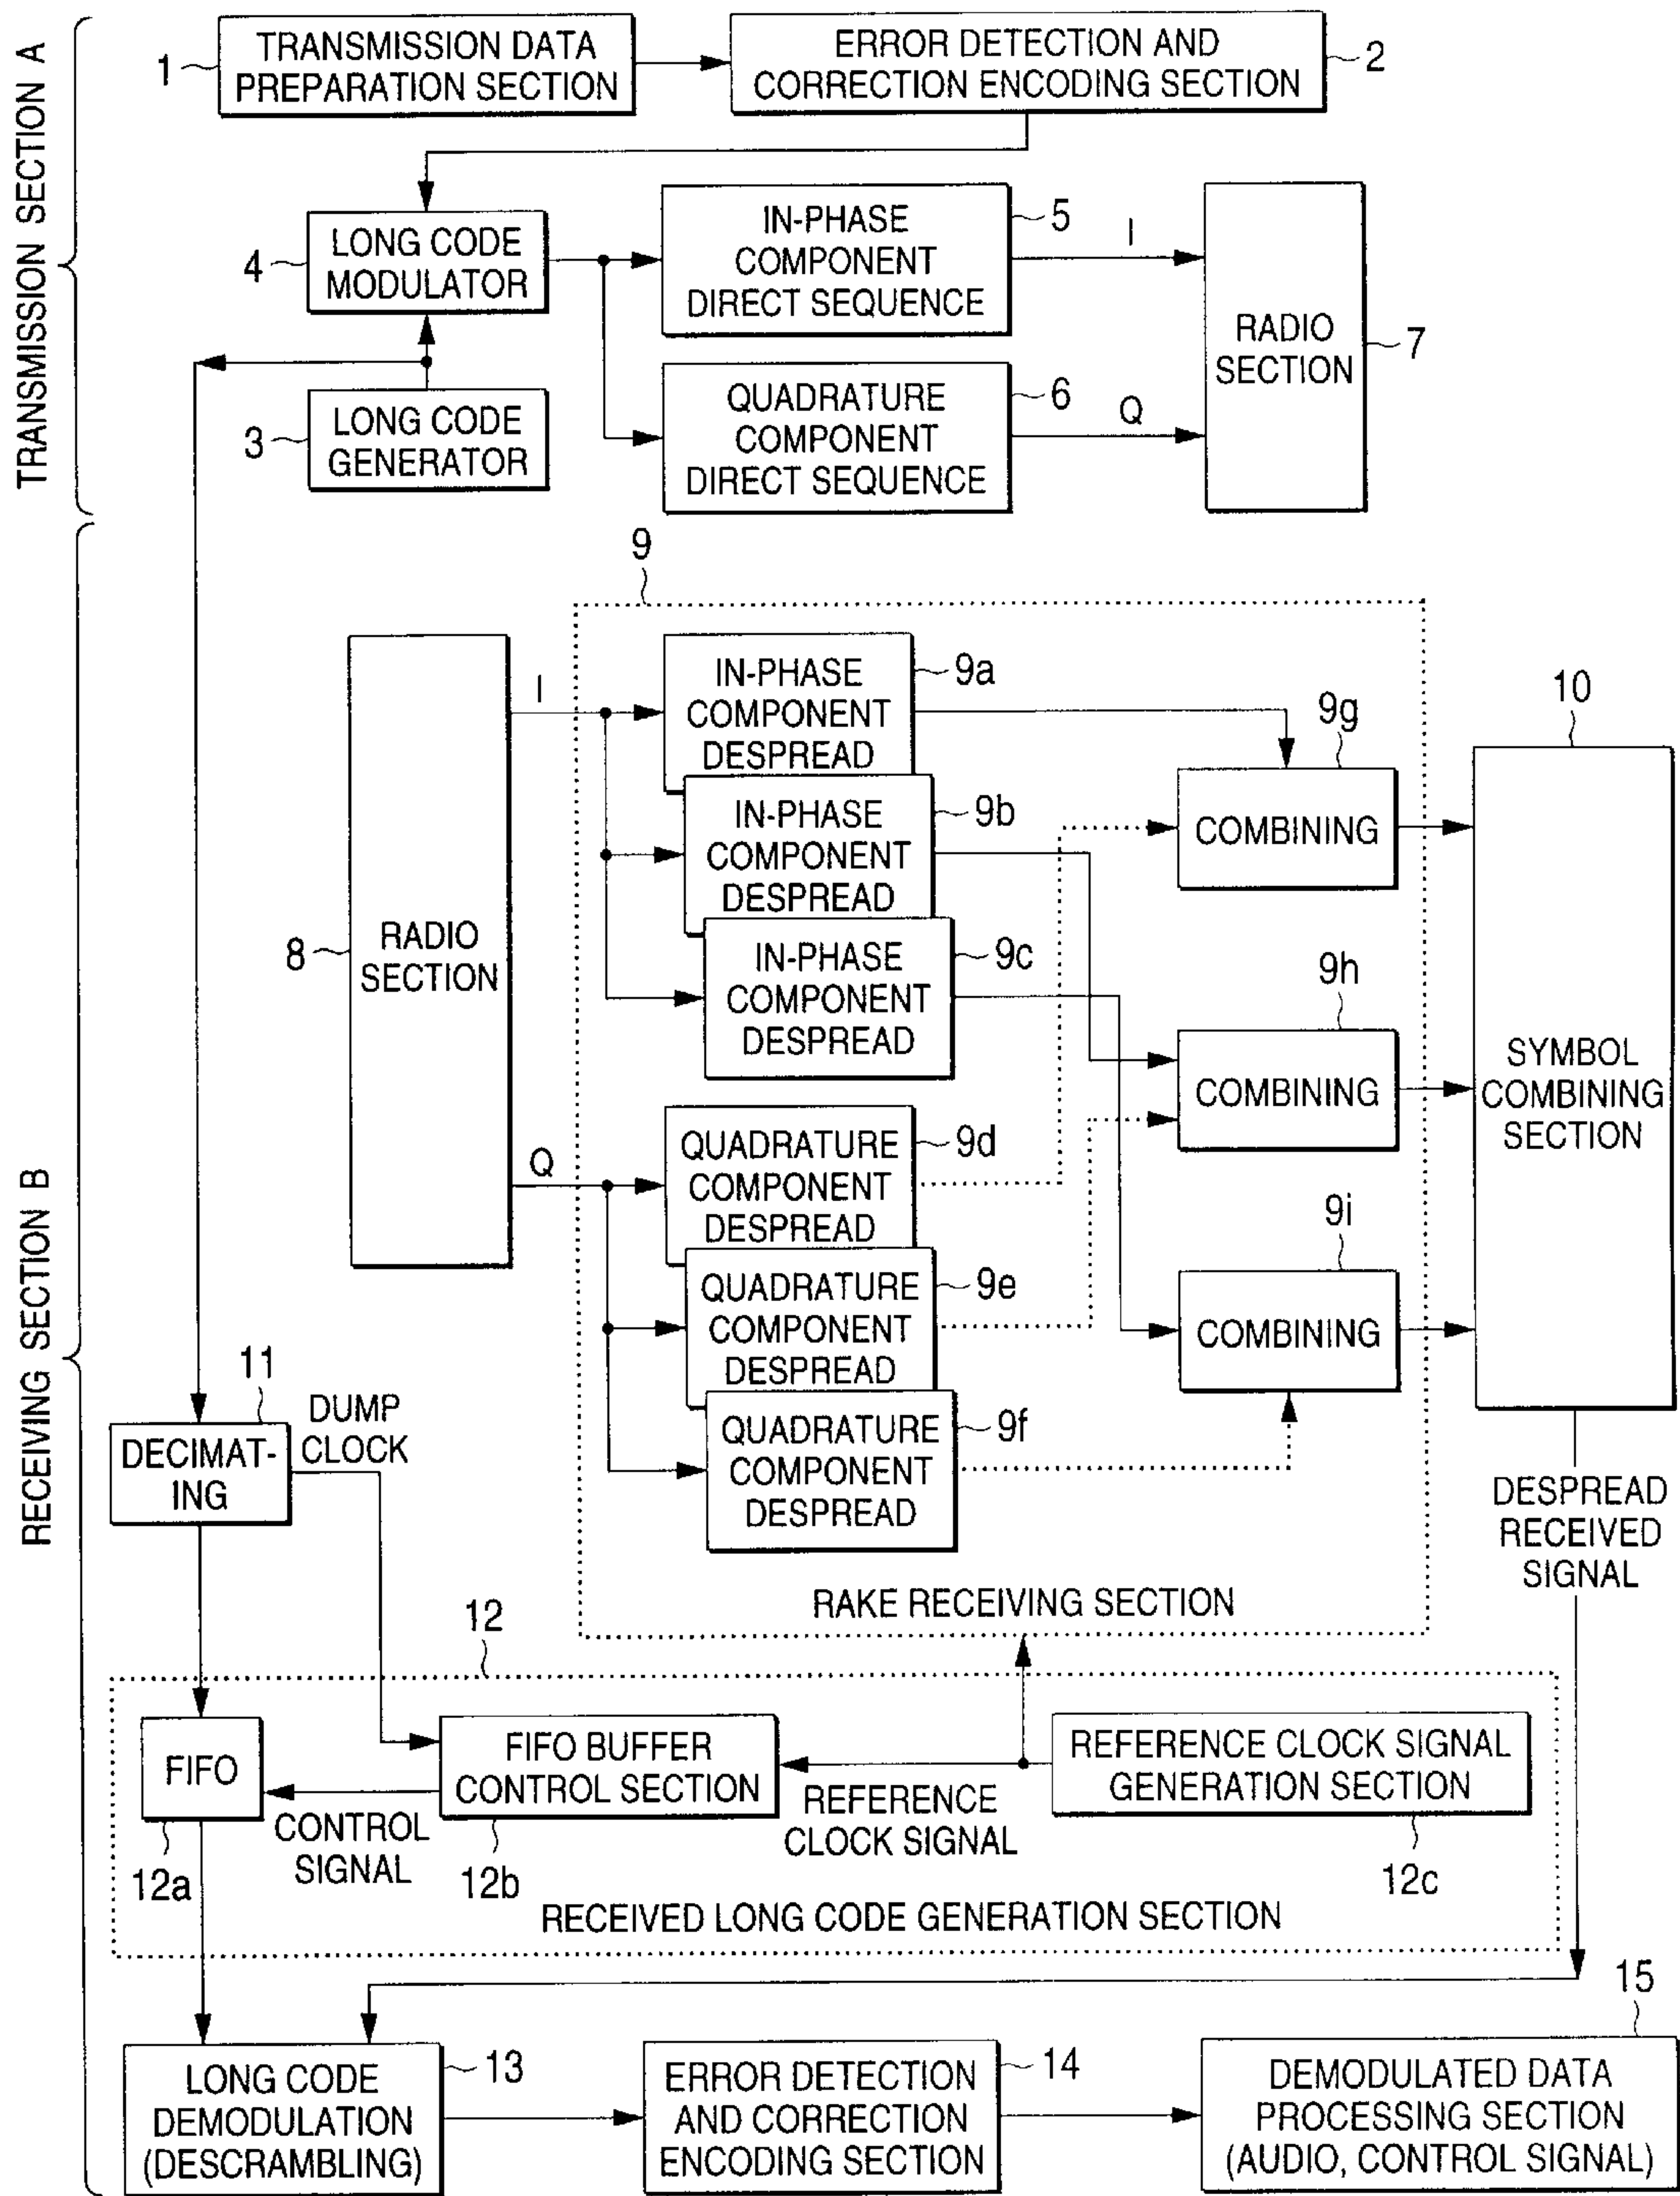 TRANSMISSION SECTION A
1
TRANSMISSION DATA
PREPARATION SECTION
ERROR DETECTION AND
CORRECTION ENCODING SECTION
2
4
LONG CODE
MODULATOR
IN-PHASE
COMPONENT
DIRECT SEQUENCE
5
I
RADIO
SECTION
7
3
LONG CODE
GENERATOR
QUADRATURE
COMPONENT
DIRECT SEQUENCE
6
Q
RECEIVING SECTION B
9
8
RADIO
SECTION
I
Q
IN-PHASE
COMPONENT
DESPREAD
9a
IN-PHASE
COMPONENT
DESPREAD
9b
IN-PHASE
COMPONENT
DESPREAD
9c
QUADRATURE
COMPONENT
DESPREAD
9d
QUADRATURE
COMPONENT
DESPREAD
9e
QUADRATURE
COMPONENT
DESPREAD
9f
9g
COMBINING
9h
COMBINING
9i
COMBINING
10
SYMBOL
COMBINING
SECTION
RAKE RECEIVING SECTION
DESPREAD
RECEIVED
SIGNAL
11
DECIMAT-
ING
DUMP
CLOCK
12
FIFO
12a
CONTROL
SIGNAL
FIFO BUFFER
CONTROL SECTION
12b
REFERENCE
CLOCK SIGNAL
REFERENCE CLOCK SIGNAL
GENERATION SECTION
12c
RECEIVED LONG CODE GENERATION SECTION
LONG CODE
DEMODULATION
(DESCRAMBLING)
13
ERROR DETECTION
AND CORRECTION
ENCODING SECTION
14
15
DEMODULATED DATA
PROCESSING SECTION
(AUDIO, CONTROL SIGNAL)